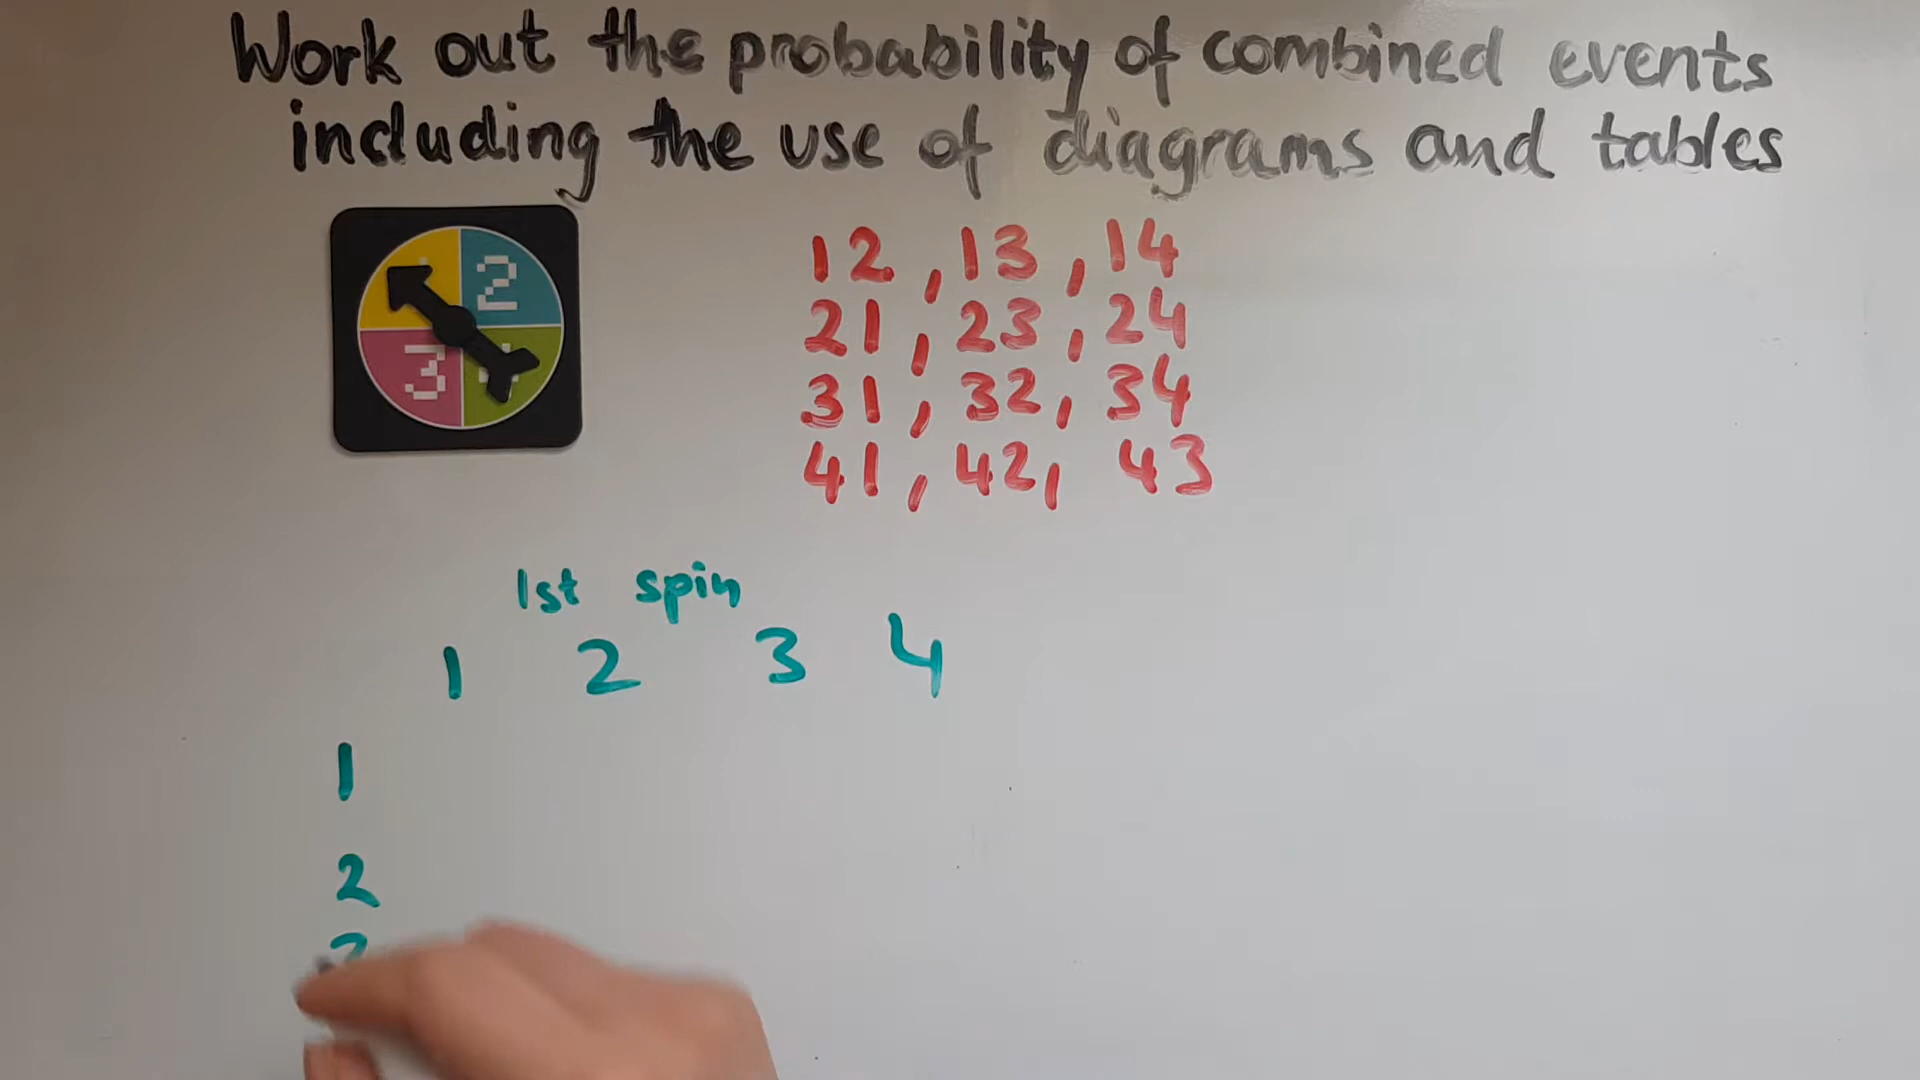 Work out the probability of combined events
including the use of diagrams and tables
2
3
12, 13, 14
21, 23, 24
31, 32, 34
41, 42, 43
1st spin
1 2 3 4
1
2